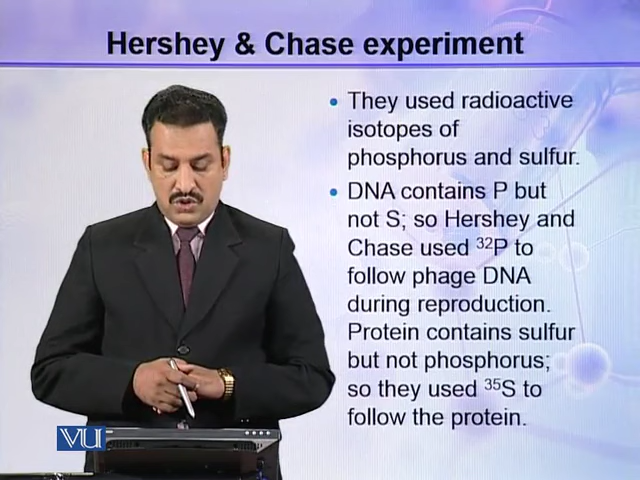 Hershey & Chase experiment
• They used radioactive
isotopes of
phosphorus and sulfur.
• DNA contains P but
not S; so Hershey and
Chase used ³²P to
follow phage DNA
during reproduction.
Protein contains sulfur
but not phosphorus;
so they used ³⁵S to
follow the protein.
VU